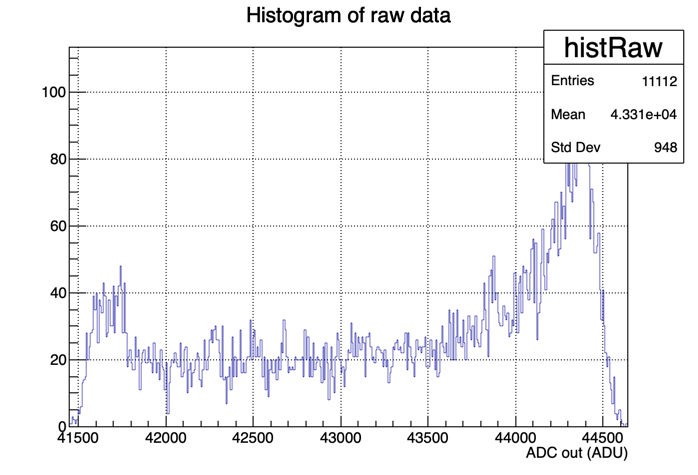 Histogram of raw data
histRaw
Entries 11112
Mean 4.331e+04
Std Dev 948
100
80
60
40
20
0
41500 42000 42500 43000 43500 44000 44500
ADC out (ADU)